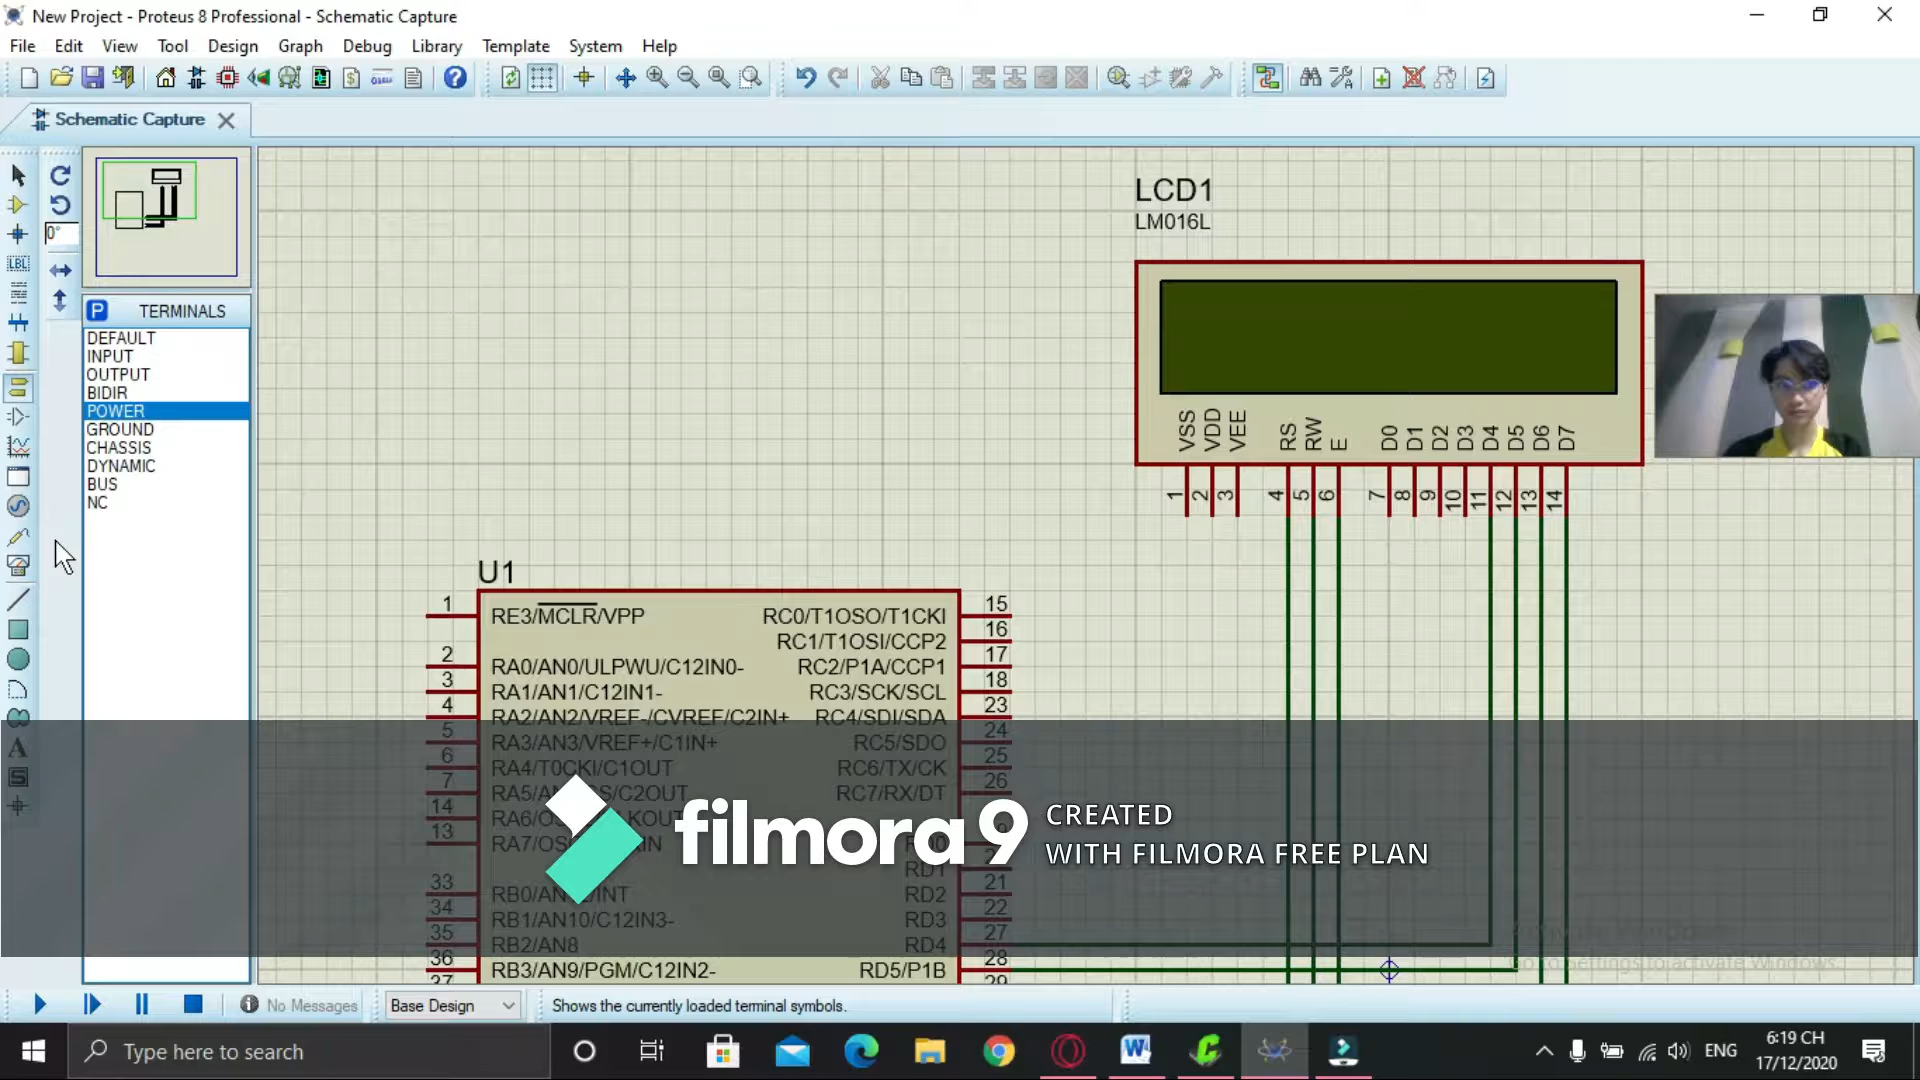 New Project - Proteus 8 Professional - Schematic Capture
File Edit View Tool Design Graph Debug Library Template System Help
Schematic Capture
LBL
0°
P TERMINALS
DEFAULT
INPUT
OUTPUT
BIDIR
POWER
GROUND
CHASSIS
DYNAMIC
BUS
NC
A
S
LCD1
LM016L
VSS VDD VEE RS RW E D0 D1 D2 D3 D4 D5 D6 D7
1 2 3 4 5 6 7 8 9 10 11 12 13 14
U1
1 RE3/MCLR/VPP RC0/T1OSO/T1CKI 15
RC1/T1OSI/CCP2 16
2 RA0/AN0/ULPWU/C12IN0- RC2/P1A/CCP1 17
3 RA1/AN1/C12IN1- RC3/SCK/SCL 18
4 RA2/AN2/VREF-/CVREF/C2IN+ RC4/SDI/SDA 23
5 RA3/AN3/VREF+/C1IN+ RC5/SDO 24
6 RA4/T0CKI/C1OUT RC6/TX/CK 25
7 RC7/RX/DT 26
14
13
RD1
33 RD2 21
34 RB1/AN10/C12IN3- RD3 22
35 RB2/AN8 RD4 27
36 RB3/AN9/PGM/C12IN2- RD5/P1B 28
filmora9
CREATED
WITH FILMORA FREE PLAN
Go to Settings to activate Windows.
No Messages
Base Design
Shows the currently loaded terminal symbols.
Type here to search
ENG
6:19 CH
17/12/2020